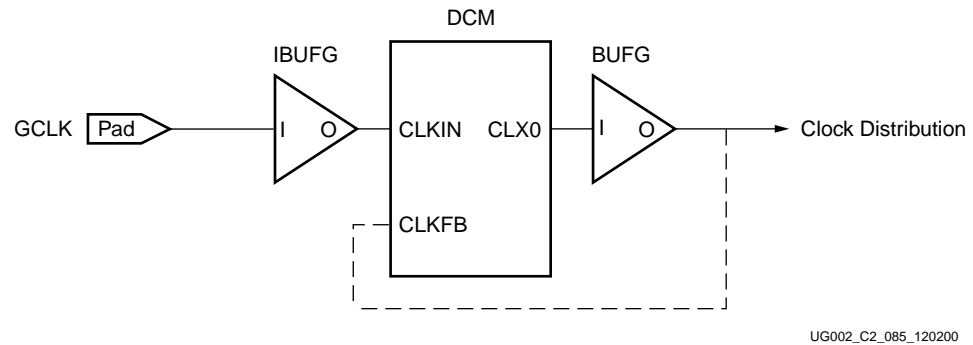 DCM
IBUFG
BUFG
GCLK Pad I O CLKIN CLX0 I O Clock Distribution
CLKFB
UG002_C2_085_120200